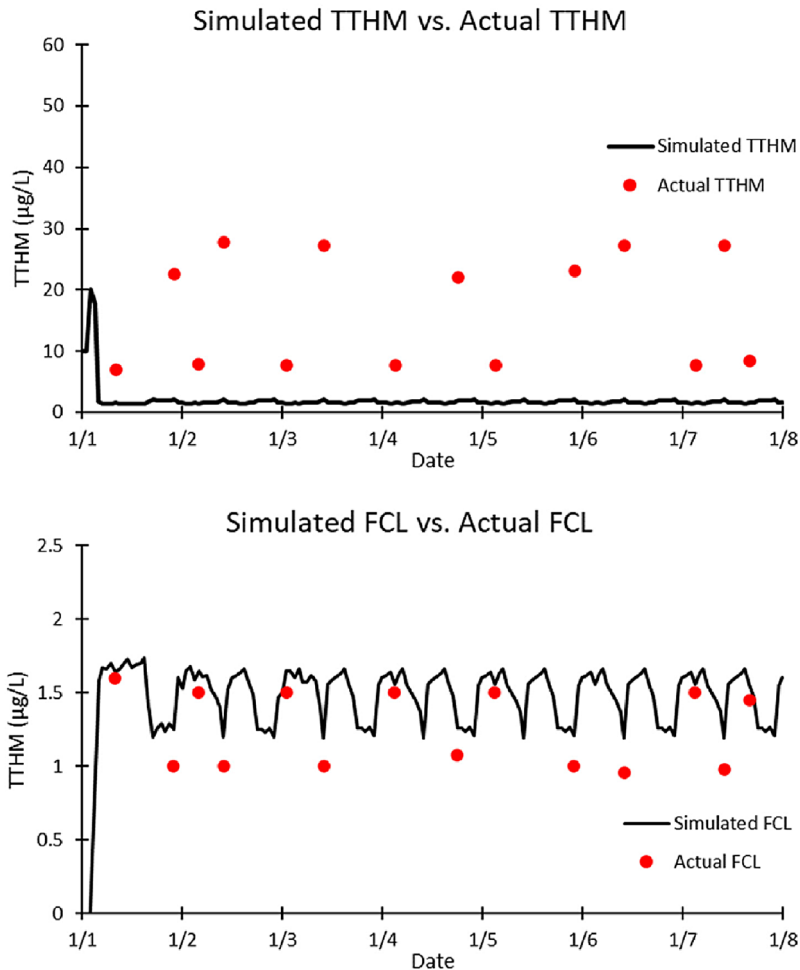 Simulated TTHM vs. Actual TTHM
60
50
40
30
20
10
0
TTHM (µg/L)
Simulated TTHM
Actual TTHM
1/1 1/2 1/3 1/4 1/5 1/6 1/7 1/8
Date
Simulated FCL vs. Actual FCL
2.5
2
1.5
1
0.5
0
TTHM (µg/L)
Simulated FCL
Actual FCL
1/1 1/2 1/3 1/4 1/5 1/6 1/7 1/8
Date